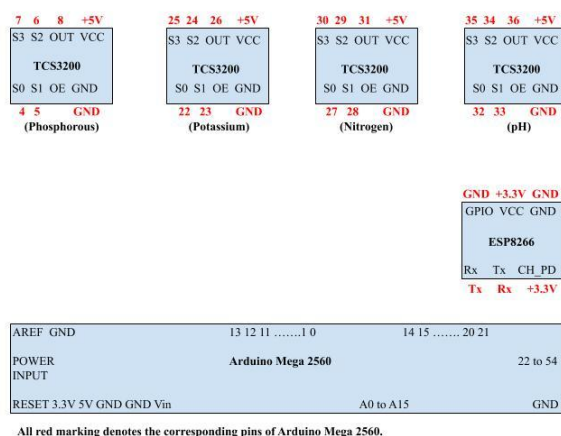 7 6 8 +5V
S3 S2 OUT VCC
TCS3200
S0 S1 OE GND
4 5 GND
(Phosphorous)
25 24 26 +5V
S3 S2 OUT VCC
TCS3200
S0 S1 OE GND
22 23 GND
(Potassium)
30 29 31 +5V
S3 S2 OUT VCC
TCS3200
S0 S1 OE GND
27 28 GND
(Nitrogen)
35 34 36 +5V
S3 S2 OUT VCC
TCS3200
S0 S1 OE GND
32 33 GND
(pH)
GND +3.3V GND
GPIO VCC GND
ESP8266
Rx Tx CH_PD
Tx Rx +3.3V
AREF GND 13 12 11 .......1 0 14 15 ....... 20 21
POWER Arduino Mega 2560 22 to 54
INPUT
RESET 3.3V 5V GND GND Vin A0 to A15 GND
All red marking denotes the corresponding pins of Arduino Mega 2560.